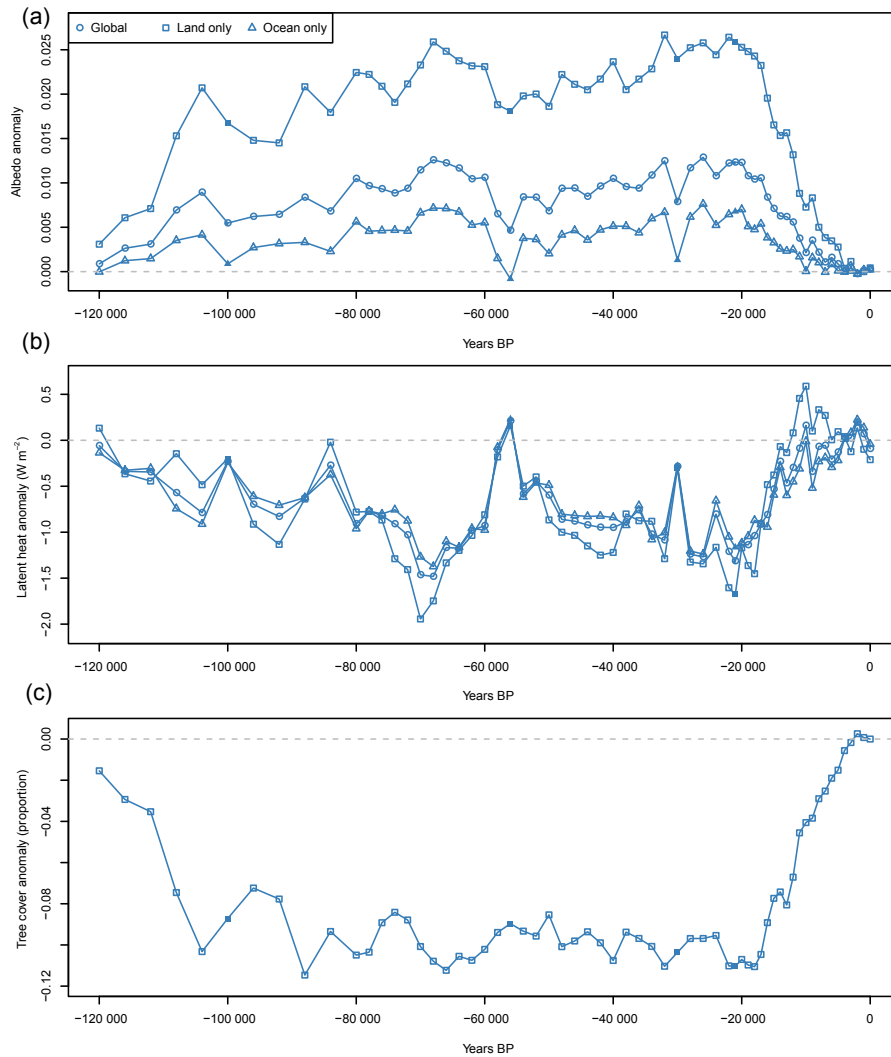 (a)
Global Land only Ocean only
Albedo anomaly
0.025
0.020
0.015
0.010
0.005
0.000
−120 000 −100 000 −80 000 −60 000 −40 000 −20 000 0
Years BP
(b)
Latent heat anomaly (W m⁻²)
0.5
0.0
−0.5
−1.0
−1.5
−2.0
−120 000 −100 000 −80 000 −60 000 −40 000 −20 000 0
Years BP
(c)
Tree cover anomaly (proportion)
0.00
−0.04
−0.08
−0.12
−120 000 −100 000 −80 000 −60 000 −40 000 −20 000 0
Years BP